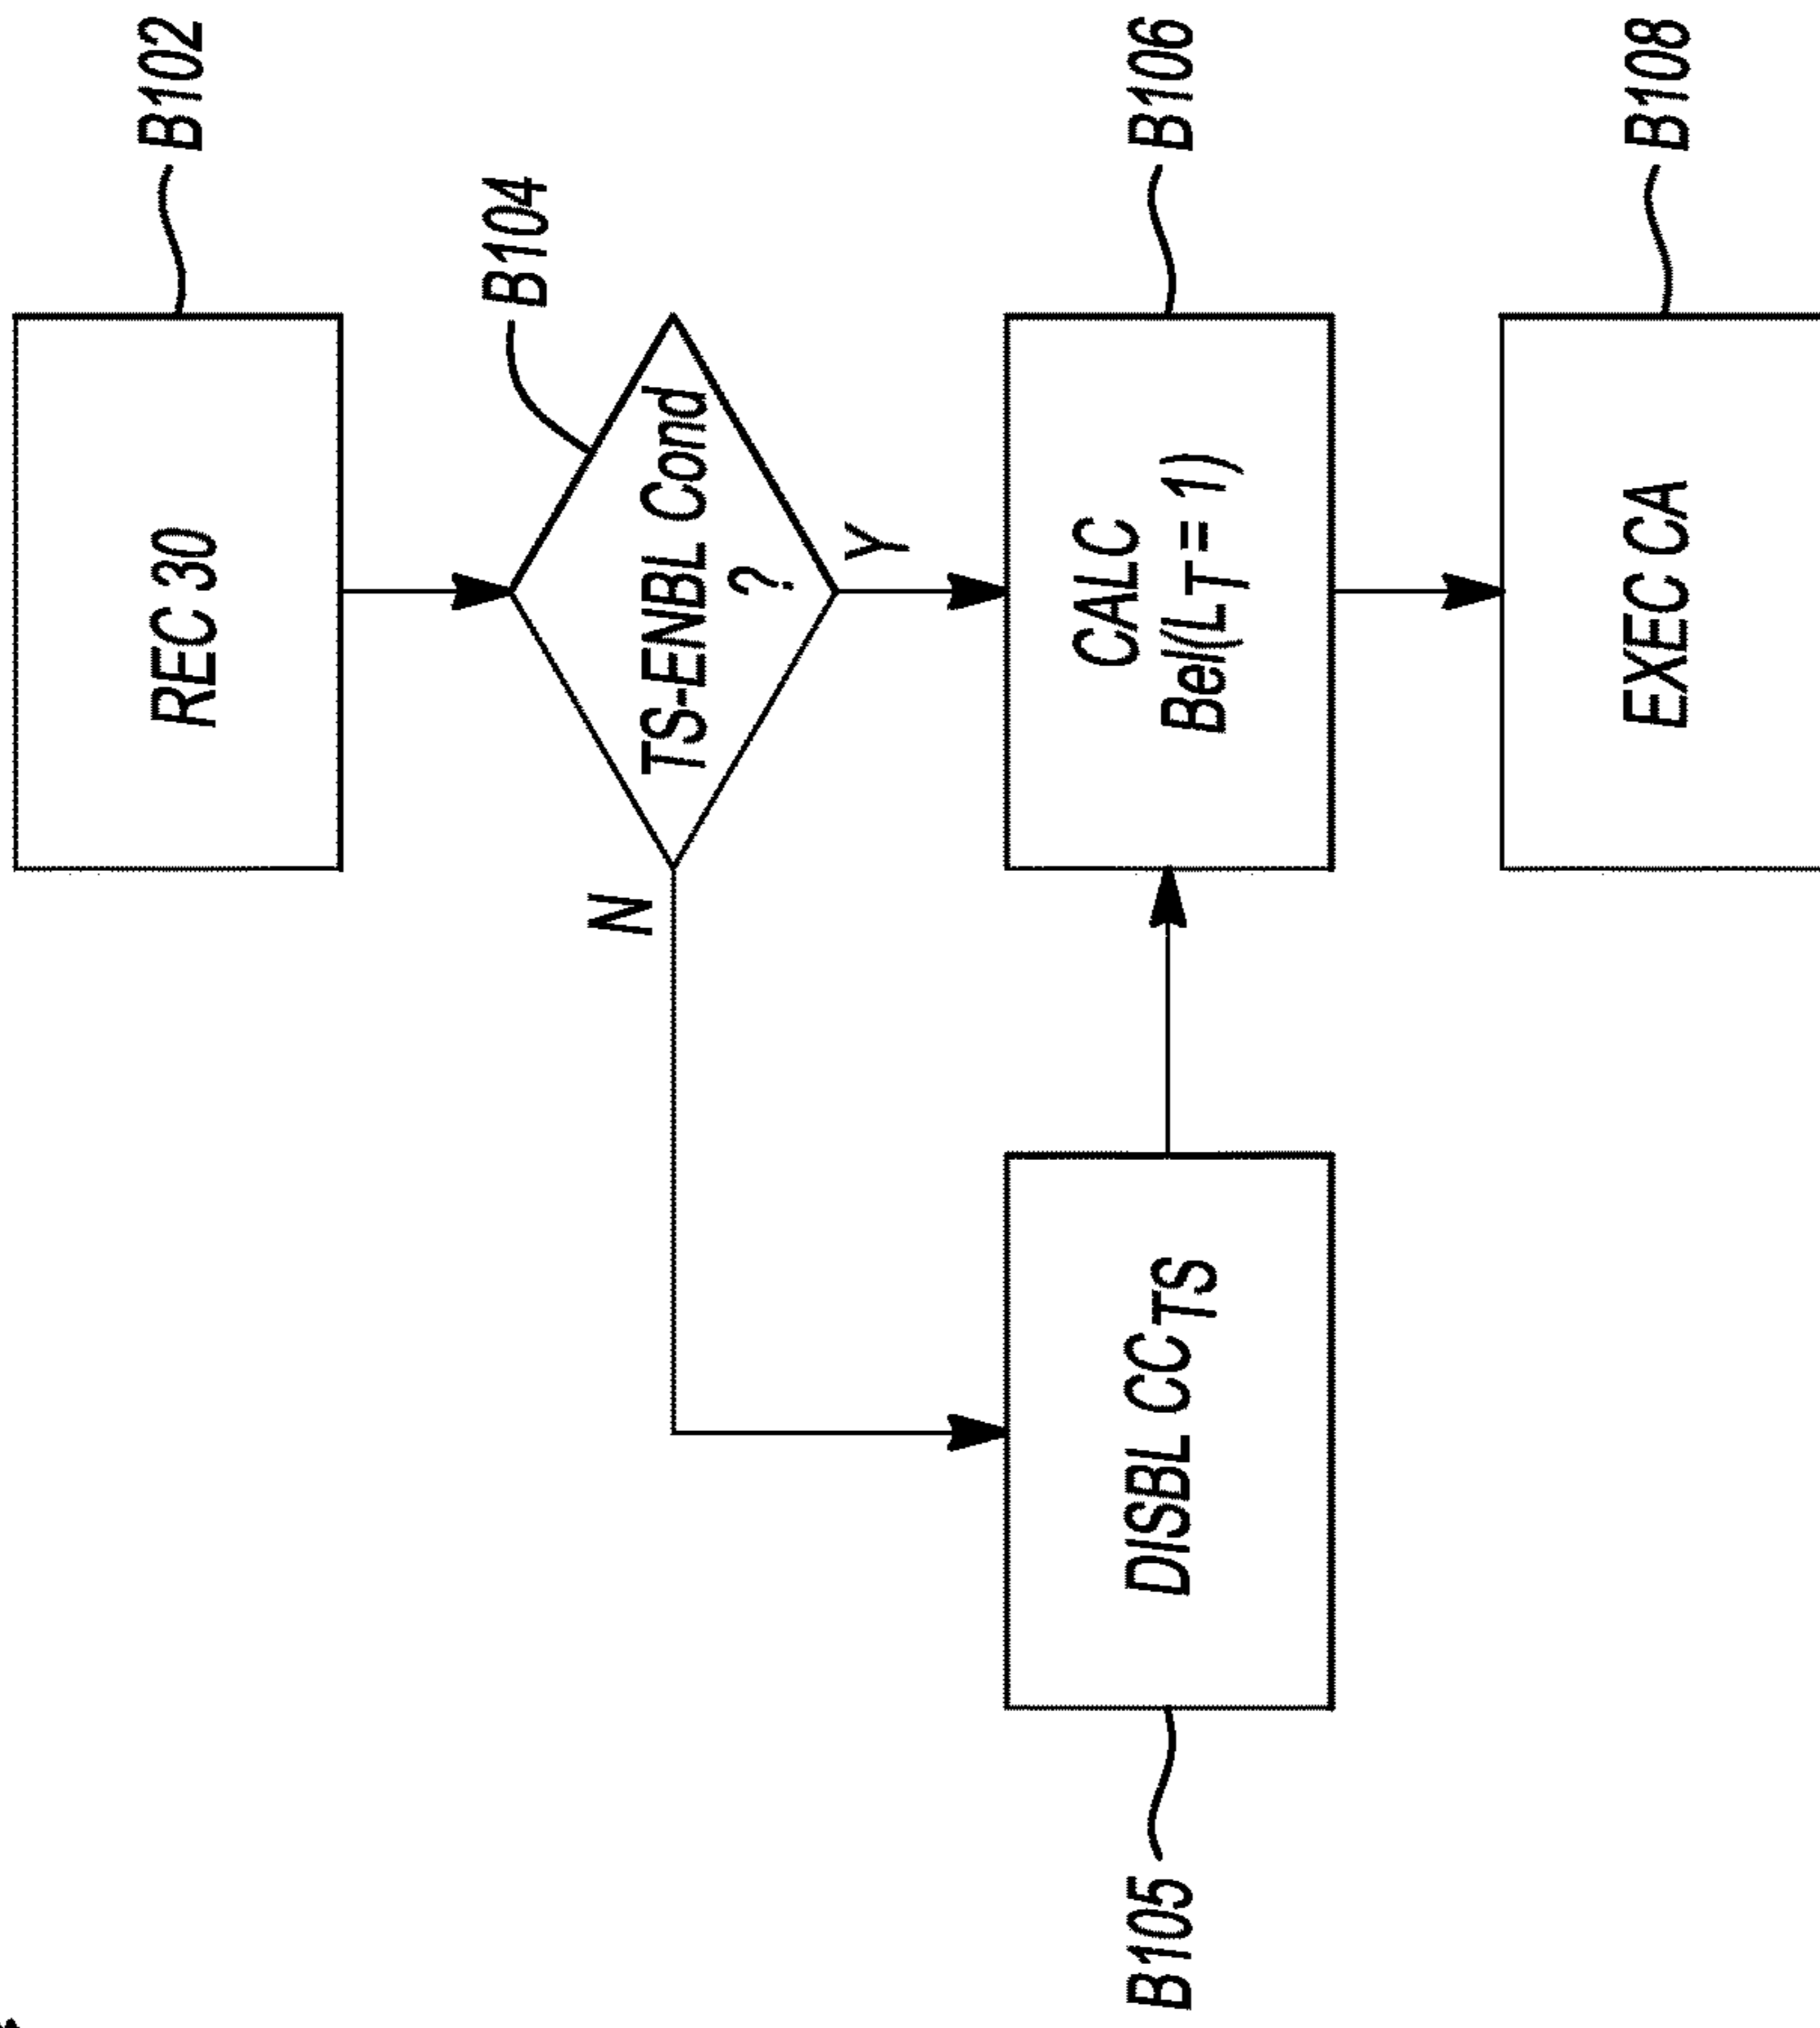 REC 30
B102
B104
TS-ENBL Cond
?
N
Y
DISBL CCTS
B105
CALC
Bel(LT=1)
B106
EXEC CA
B108